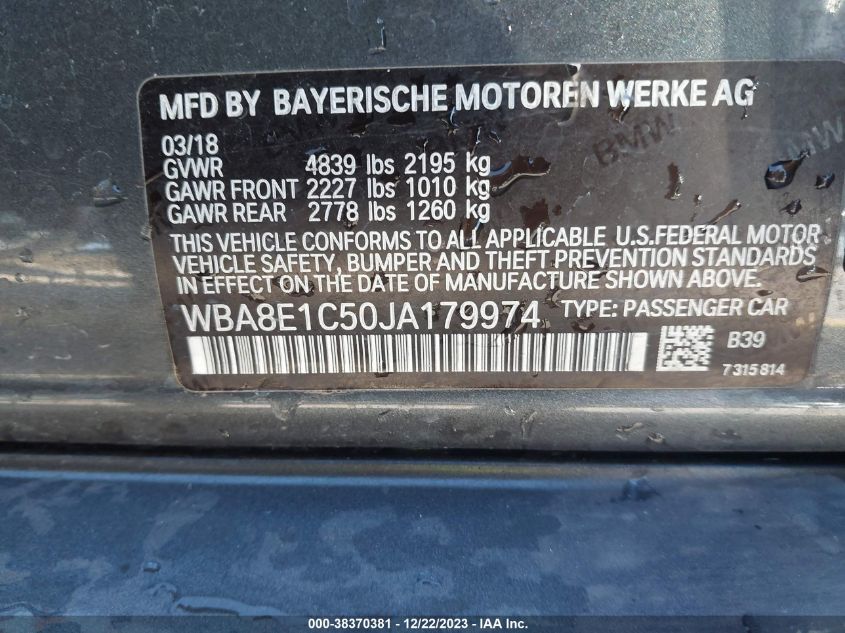 MFD BY BAYERISCHE MOTOREN WERKE AG
03/18
GVWR 4839 lbs 2195 kg
GAWR FRONT 2227 lbs 1010 kg
GAWR REAR 2778 lbs 1260 kg
BMW
MW
THIS VEHICLE CONFORMS TO ALL APPLICABLE U.S.FEDERAL MOTOR
VEHICLE SAFETY, BUMPER AND THEFT PREVENTION STANDARDS
IN EFFECT ON THE DATE OF MANUFACTURE SHOWN ABOVE.
WBA8E1C50JA179974 TYPE: PASSENGER CAR
B39
7315814
000-38370381 - 12/22/2023 - IAA Inc.